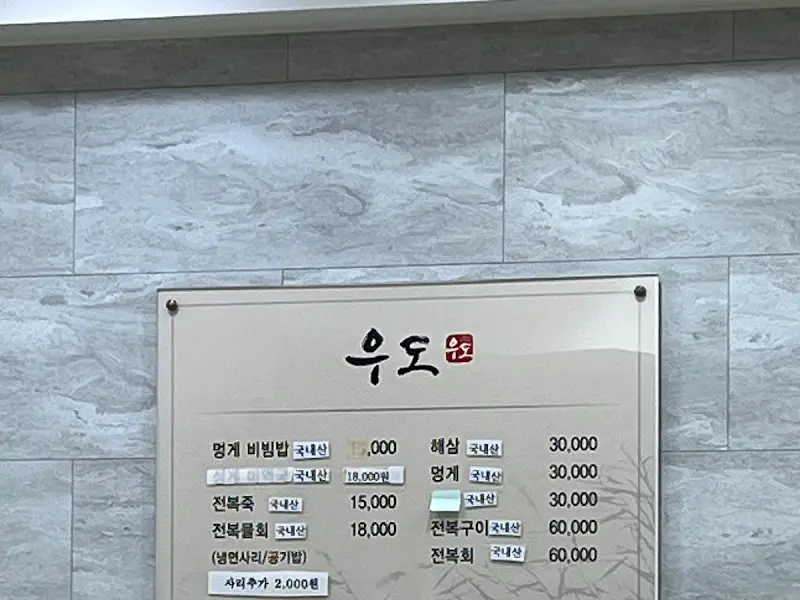 우도 우도
멍게 비빔밥 국내산 15,000
국내산 18,000원
전복죽 국내산 15,000
전복물회 국내산 18,000
(냉면사리/공기밥)
사리추가 2,000원
해삼 국내산 30,000
멍게 국내산 30,000
국내산 30,000
전복구이 국내산 60,000
전복회 국내산 60,000